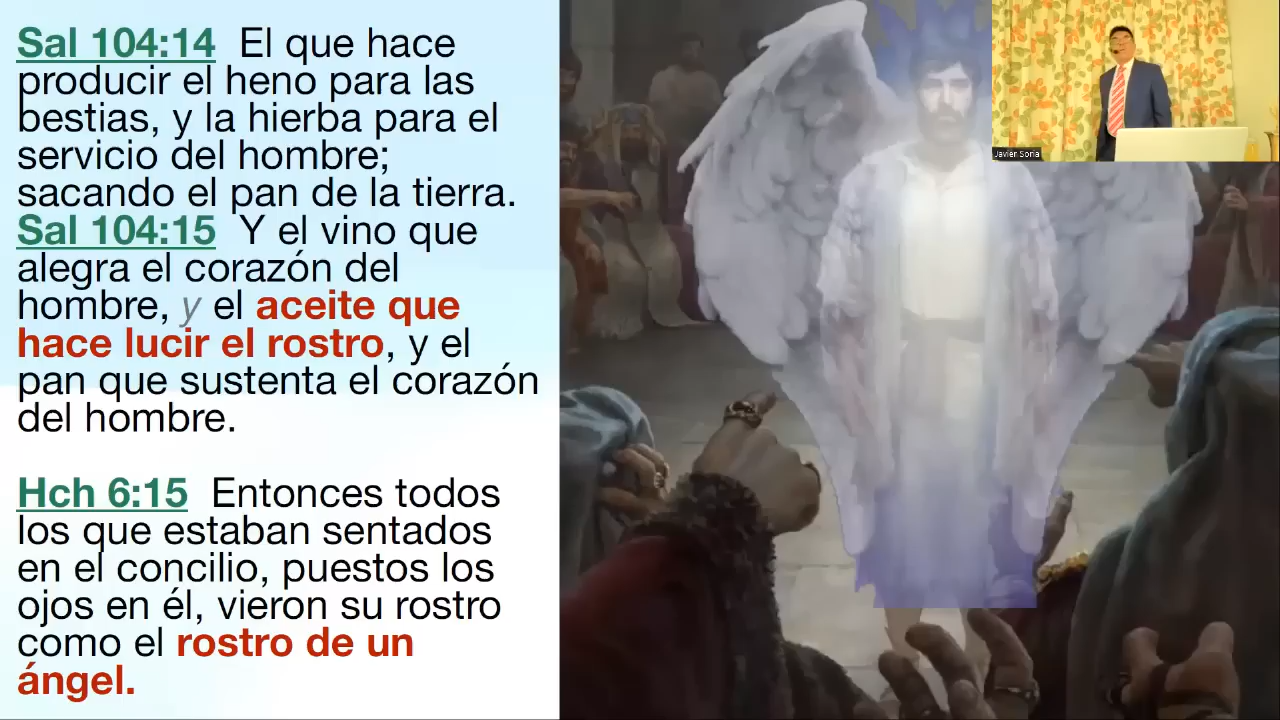 Sal 104:14 El que hace
producir el heno para las
bestias, y la hierba para el
servicio del hombre;
sacando el pan de la tierra.
Sal 104:15 Y el vino que
alegra el corazón del
hombre, y el aceite que
hace lucir el rostro, y el
pan que sustenta el corazón
del hombre.
Hch 6:15 Entonces todos
los que estaban sentados
en el concilio, puestos los
ojos en él, vieron su rostro
como el rostro de un
ángel.
Javier Soria